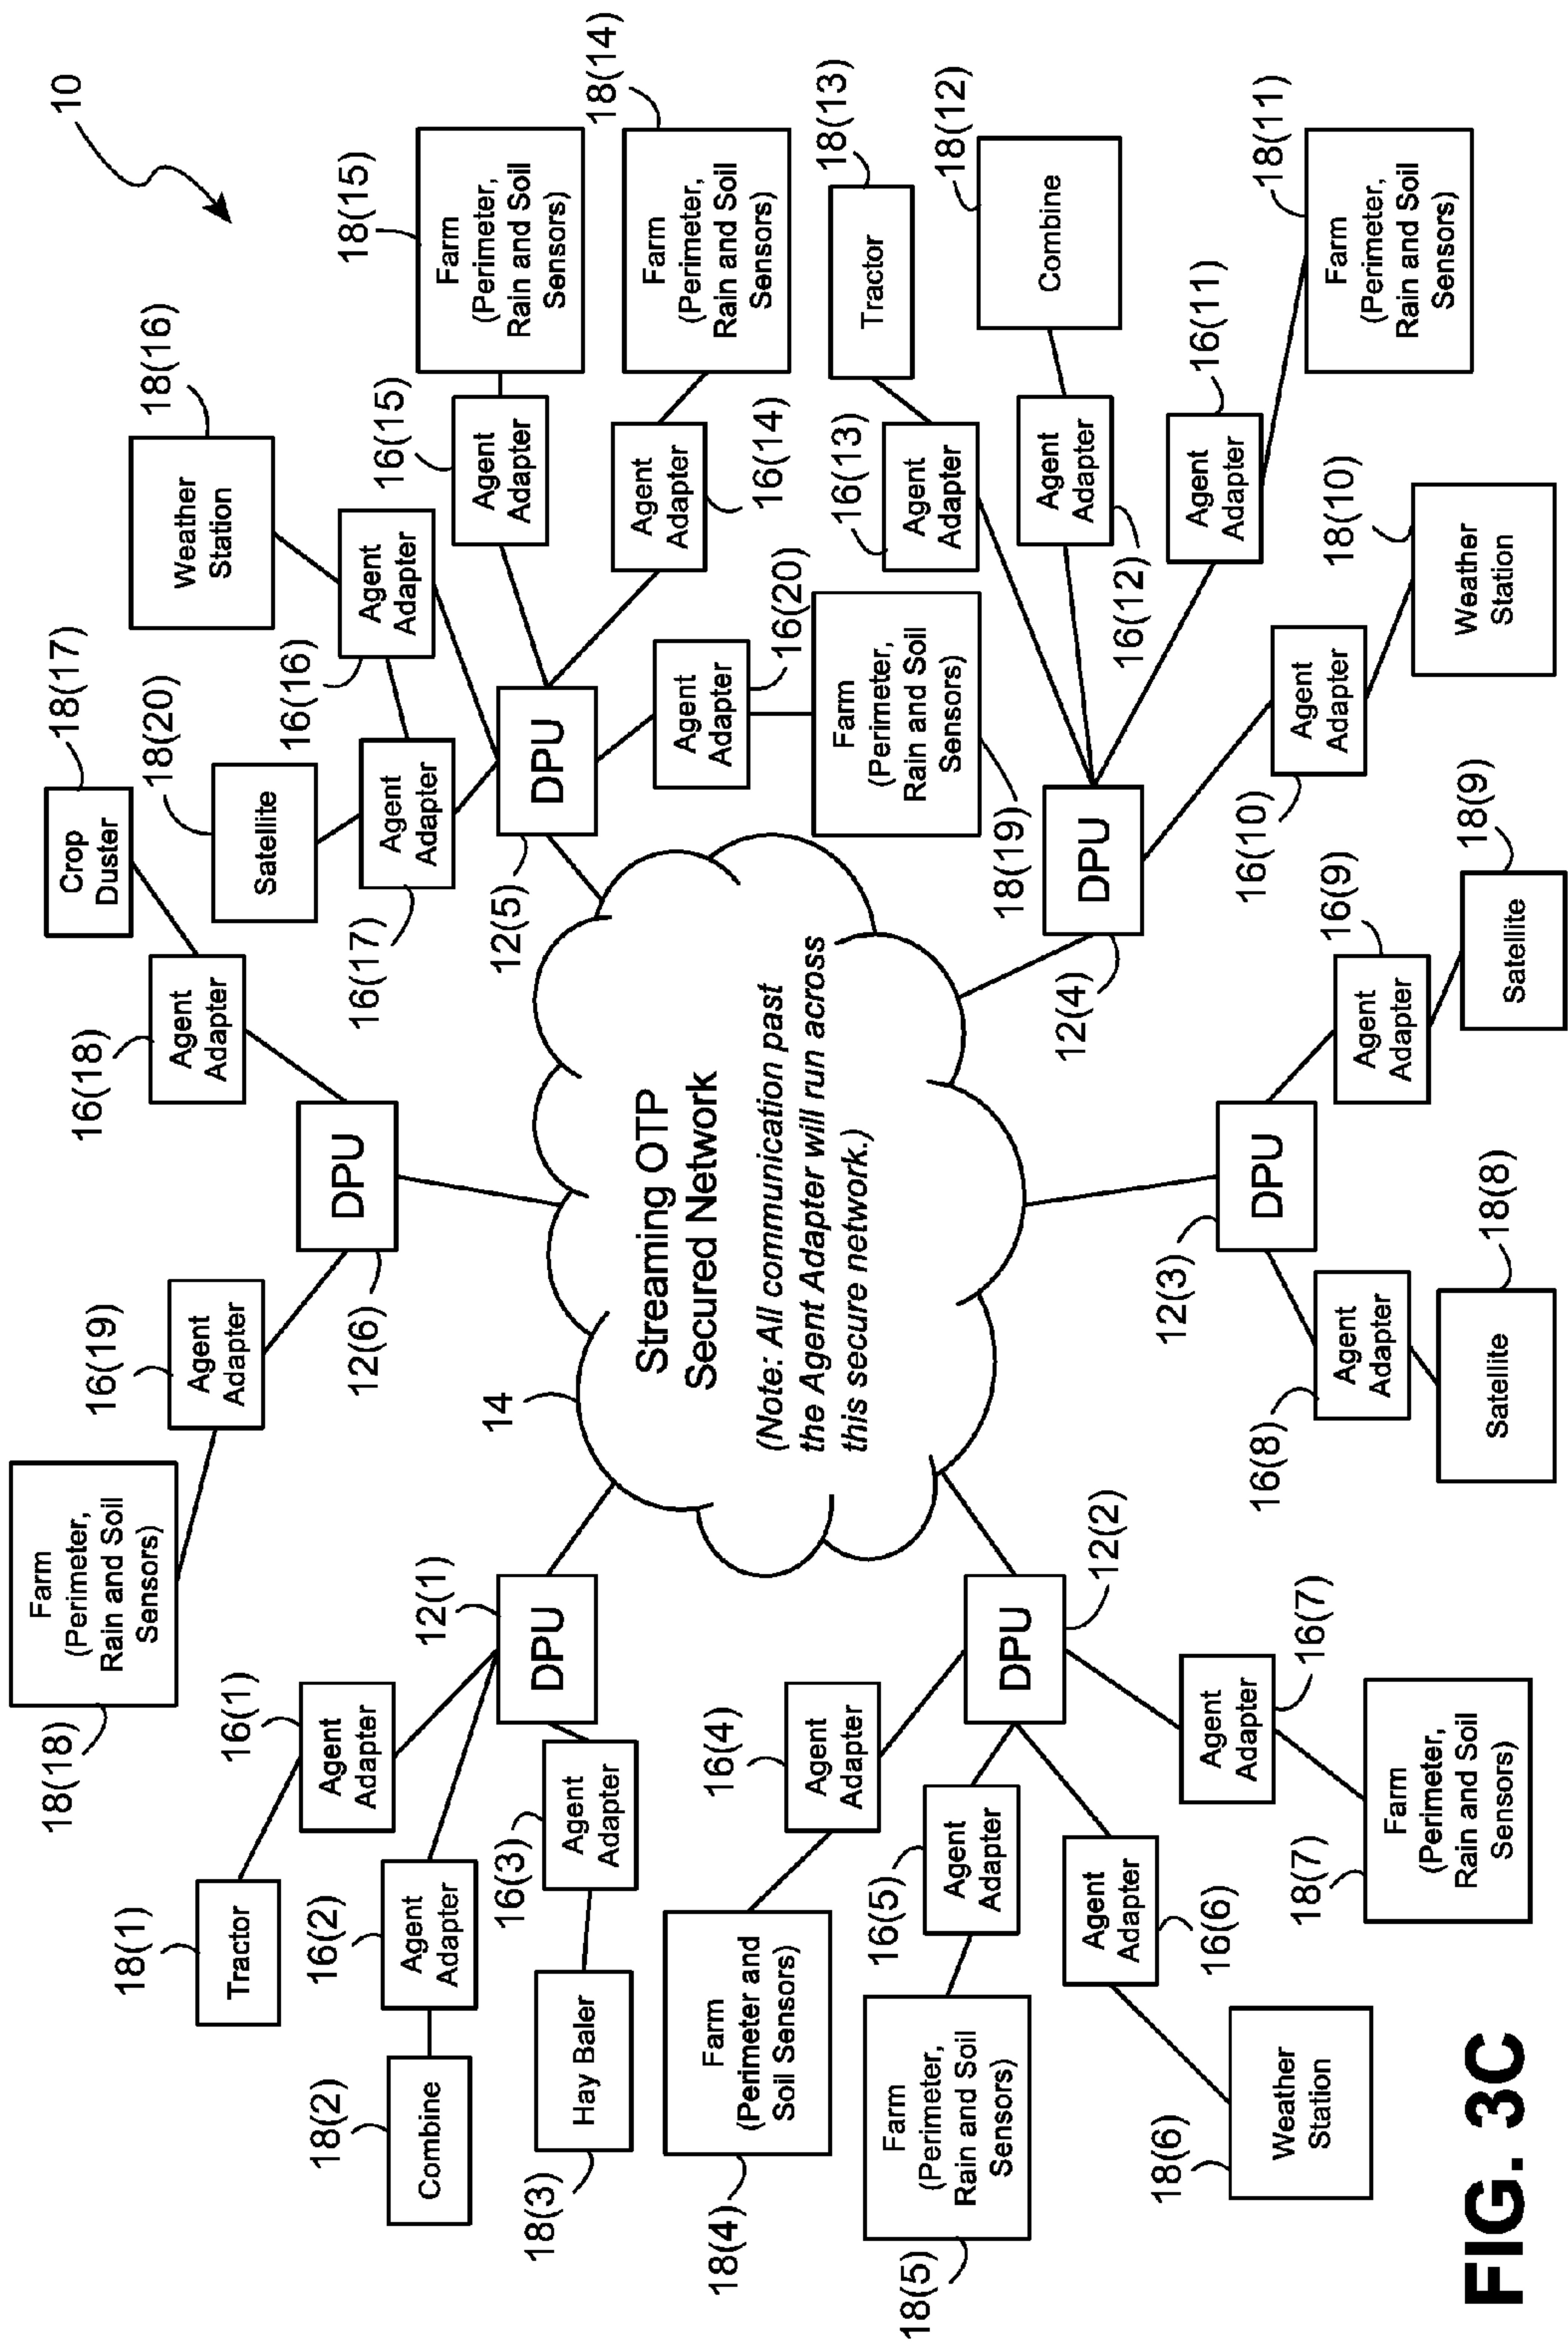 10
18(18)
Farm
(Perimeter,
Rain and Soil
Sensors)
16(19)
Agent
Adapter
12(6)
DPU
16(18)
Agent
Adapter
18(17)
Crop
Duster
18(20)
Satellite
16(17)
Agent
Adapter
18(16)
Weather
Station
16(16)
Agent
Adapter
18(15)
Farm
(Perimeter,
Rain and Soil
Sensors)
16(15)
Agent
Adapter
18(14)
Farm
(Perimeter,
Rain and Soil
Sensors)
16(14)
Agent
Adapter
12(5)
DPU
16(20)
Agent
Adapter
18(19)
Farm
(Perimeter,
Rain and Soil
Sensors)
18(1)
Tractor
16(1)
Agent
Adapter
18(2)
Combine
16(2)
Agent
Adapter
18(3)
Hay Baler
16(3)
Agent
Adapter
12(1)
DPU
14
Streaming OTP
Secured Network
(Note: All communication past
the Agent Adapter will run across
this secure network.)
18(13)
Tractor
16(13)
Agent
Adapter
18(12)
Combine
16(12)
Agent
Adapter
18(11)
Farm
(Perimeter,
Rain and Soil
Sensors)
16(11)
Agent
Adapter
12(4)
DPU
16(10)
Agent
Adapter
18(10)
Weather
Station
18(4)
Farm
(Perimeter and
Soil Sensors)
16(4)
Agent
Adapter
18(5)
Farm
(Perimeter,
Rain and Soil
Sensors)
16(5)
Agent
Adapter
12(2)
DPU
18(6)
Weather
Station
16(6)
Agent
Adapter
18(7)
Farm
(Perimeter,
Rain and Soil
Sensors)
16(7)
Agent
Adapter
12(3)
DPU
16(8)
Agent
Adapter
18(8)
Satellite
16(9)
Agent
Adapter
18(9)
Satellite
FIG. 3C